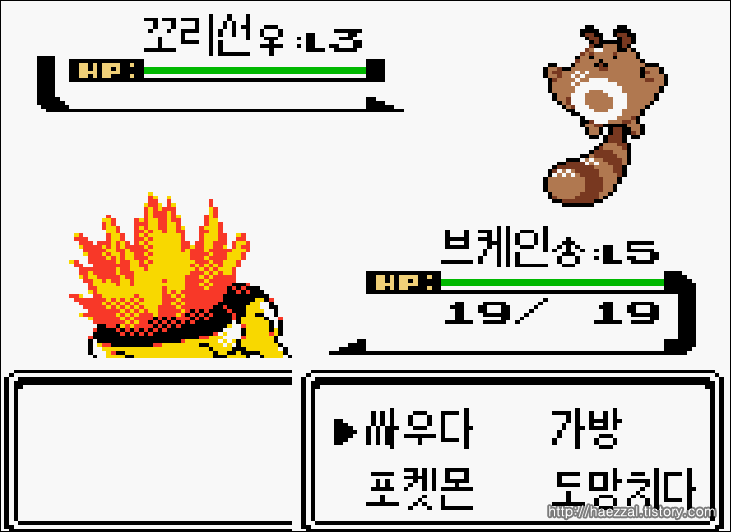 꼬리선♀:L3
HP:
브케인♂:L5
HP:
19/ 19
▶싸우다 가방
포켓몬 도망치다
http://haezzal.tistory.com